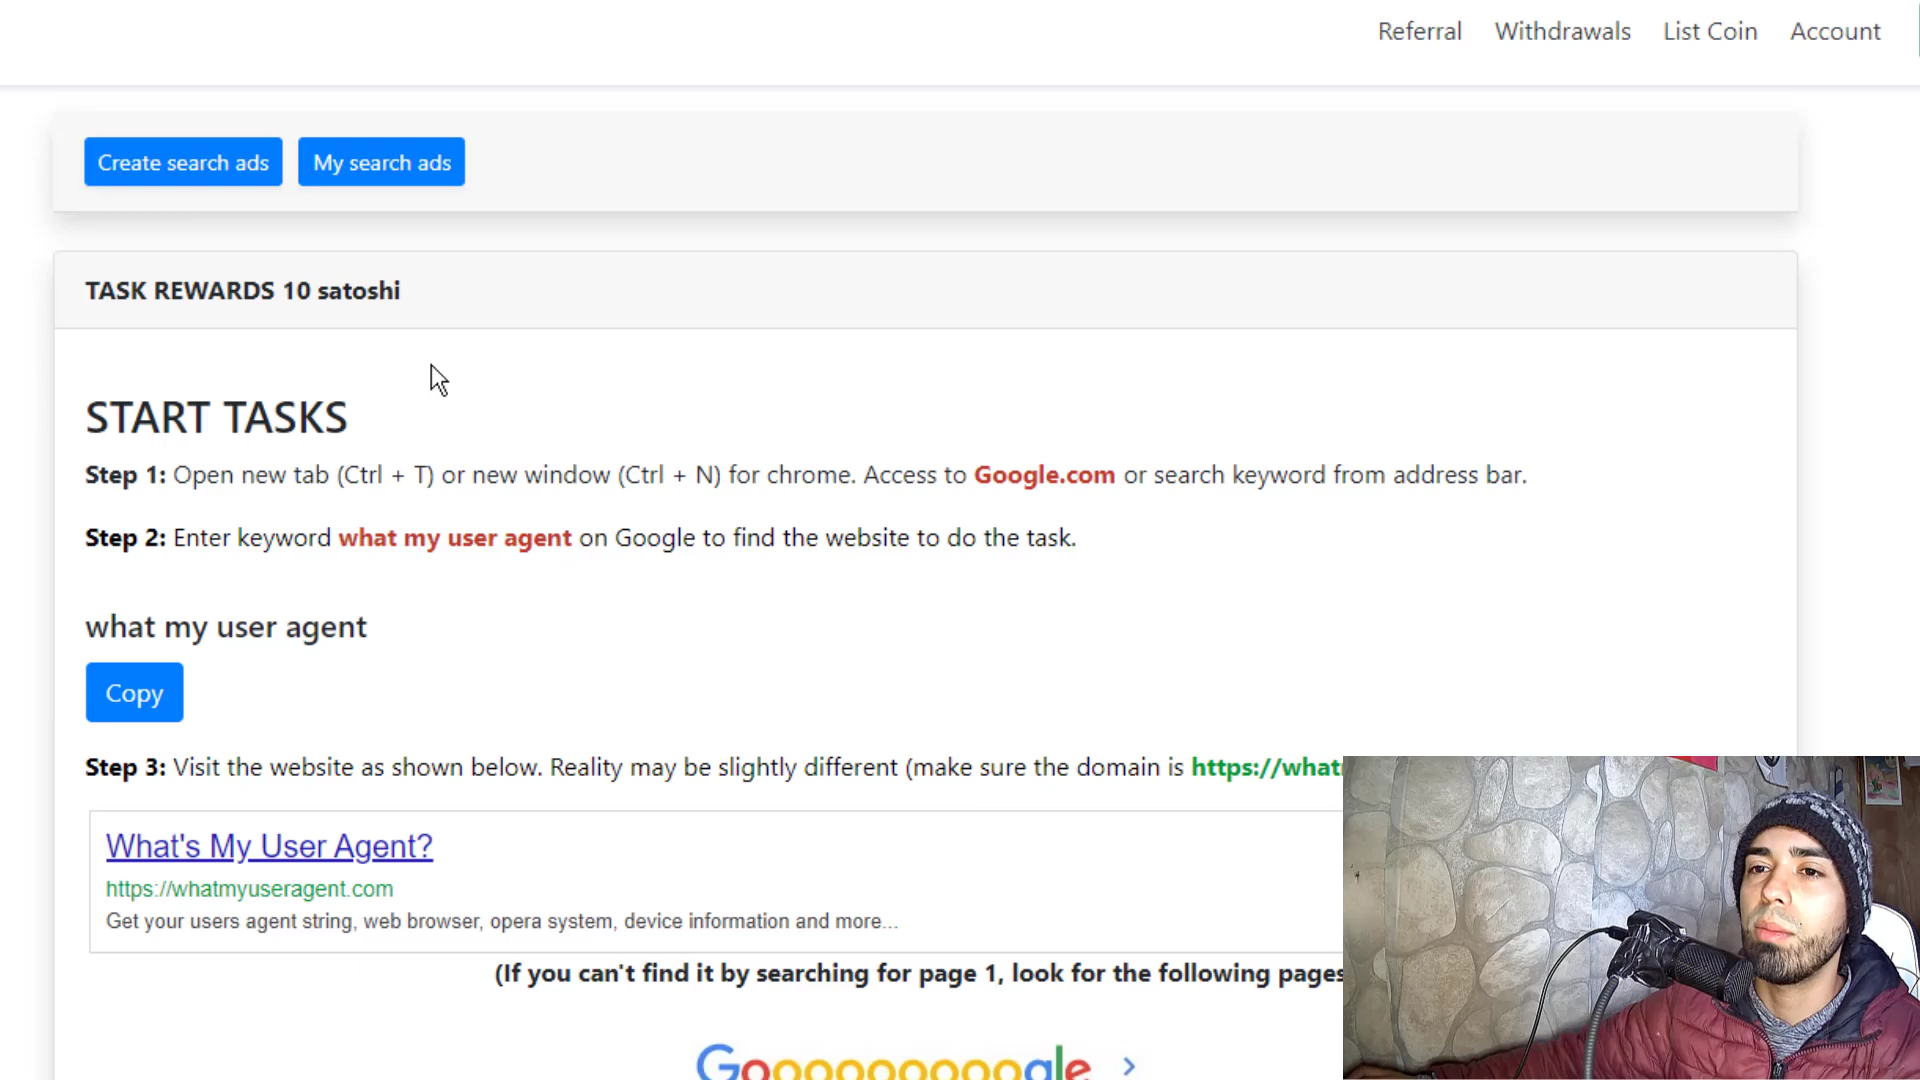 Referral Withdrawals List Coin Account
Create search ads My search ads
TASK REWARDS 10 satoshi
START TASKS
Step 1: Open new tab (Ctrl + T) or new window (Ctrl + N) for chrome. Access to Google.com or search keyword from address bar.
Step 2: Enter keyword what my user agent on Google to find the website to do the task.
what my user agent
Copy
Step 3: Visit the website as shown below. Reality may be slightly different (make sure the domain is https://what
What's My User Agent?
https://whatmyuseragent.com
Get your users agent string, web browser, opera system, device information and more...
(If you can't find it by searching for page 1, look for the following pages
Goooooooooogle >